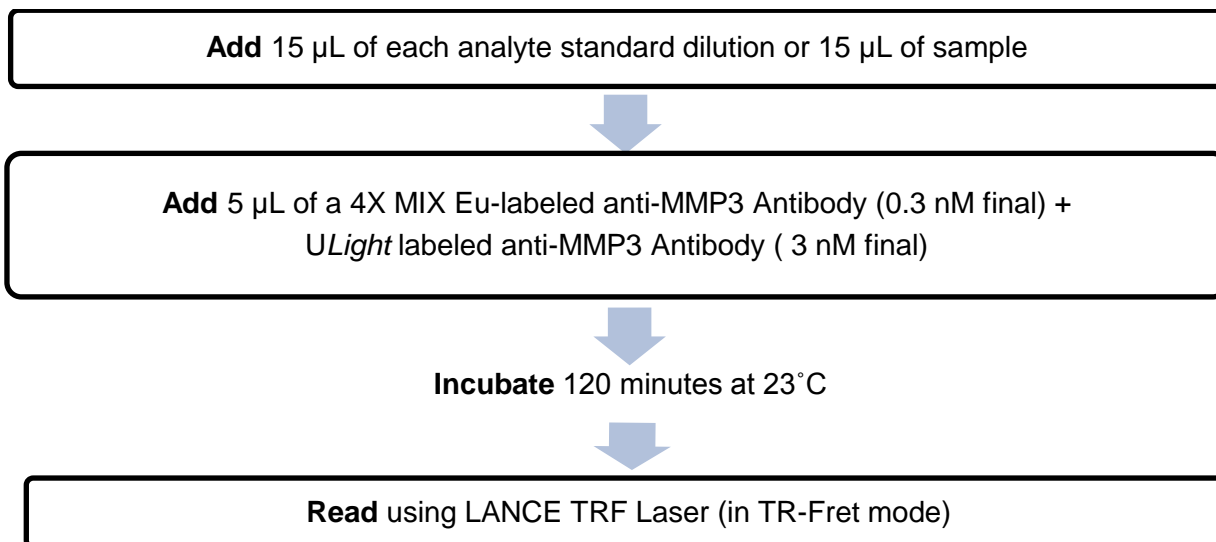 Add 15 µL of each analyte standard dilution or 15 µL of sample
Add 5 µL of a 4X MIX Eu-labeled anti-MMP3 Antibody (0.3 nM final) +
ULight labeled anti-MMP3 Antibody ( 3 nM final)
Incubate 120 minutes at 23˚C
Read using LANCE TRF Laser (in TR-Fret mode)